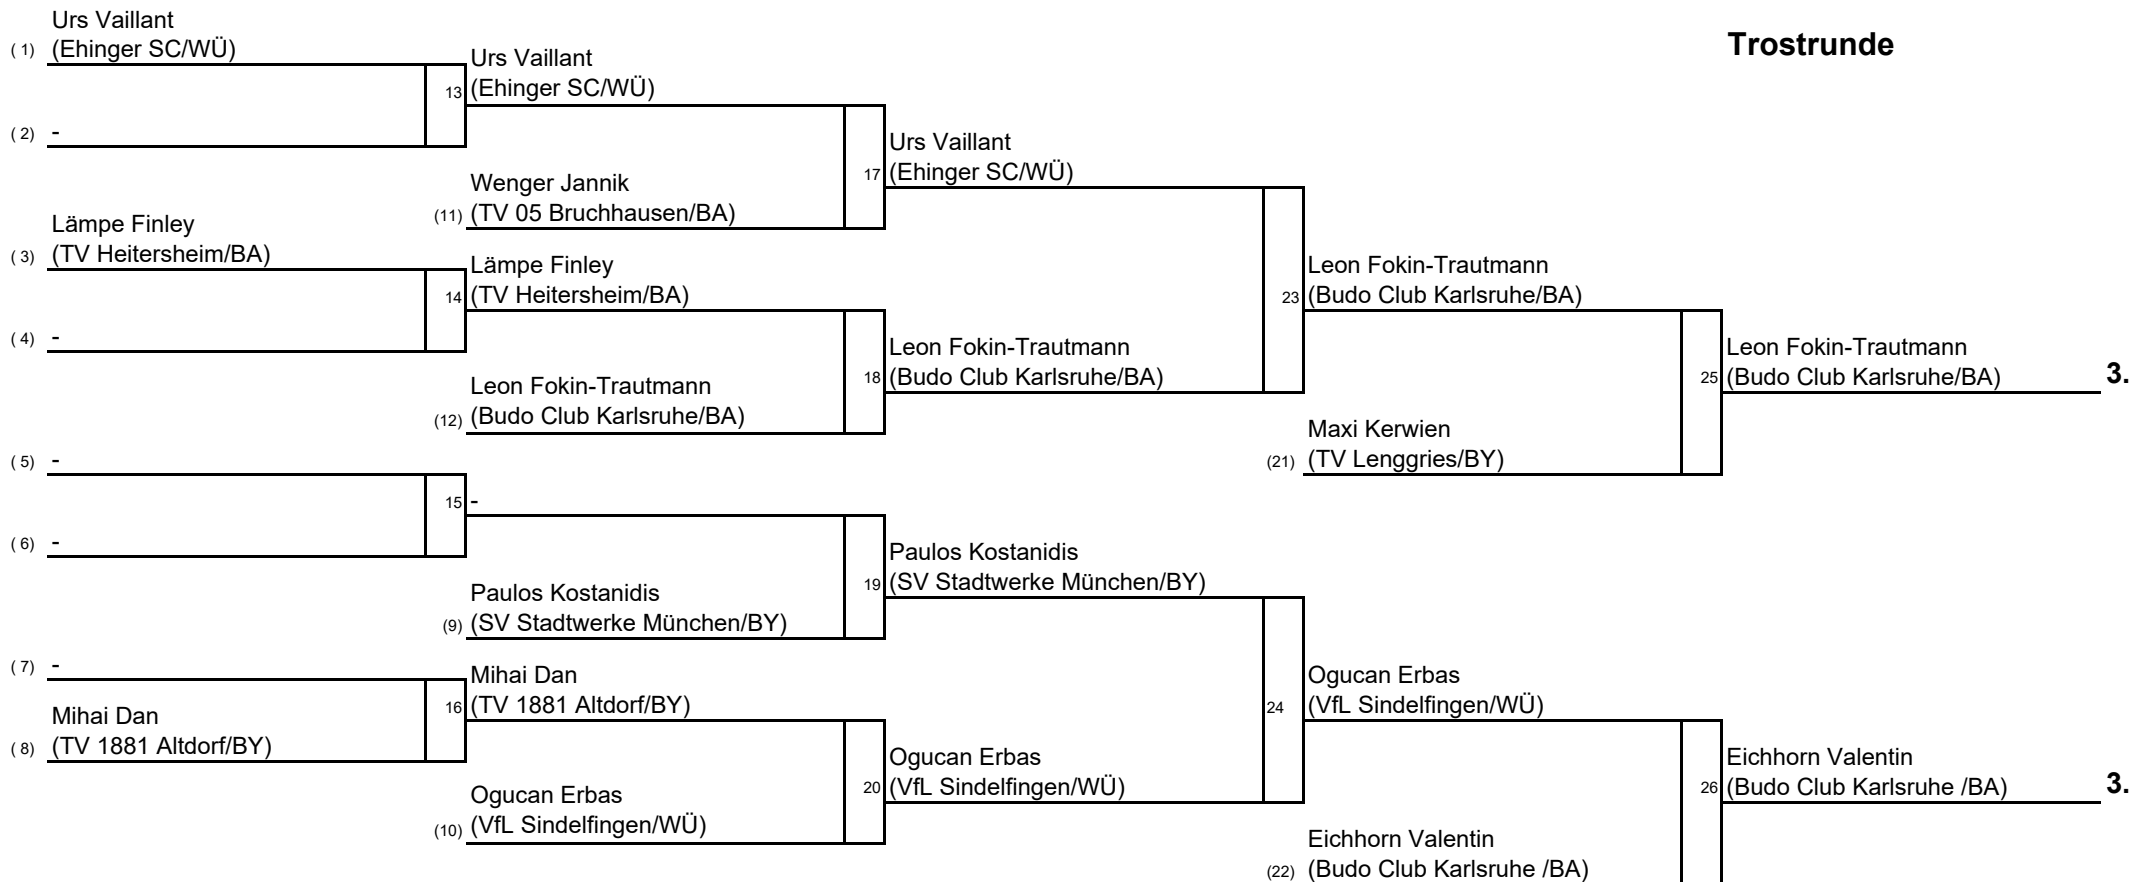 Trostrunde
Urs Vaillant
( 1) (Ehinger SC/WÜ)
( 2) -
Lämpe Finley
( 3) (TV Heitersheim/BA)
( 4) -
( 5) -
( 6) -
( 7) -
Mihai Dan
( 8) (TV 1881 Altdorf/BY)
Urs Vaillant
13 (Ehinger SC/WÜ)
Wenger Jannik
(11) (TV 05 Bruchhausen/BA)
Lämpe Finley
14 (TV Heitersheim/BA)
Leon Fokin-Trautmann
(12) (Budo Club Karlsruhe/BA)
15 -
Paulos Kostanidis
(9) (SV Stadtwerke München/BY)
Mihai Dan
16 (TV 1881 Altdorf/BY)
Ogucan Erbas
(10) (VfL Sindelfingen/WÜ)
Urs Vaillant
17 (Ehinger SC/WÜ)
Leon Fokin-Trautmann
18 (Budo Club Karlsruhe/BA)
Paulos Kostanidis
19 (SV Stadtwerke München/BY)
Ogucan Erbas
20 (VfL Sindelfingen/WÜ)
Leon Fokin-Trautmann
23 (Budo Club Karlsruhe/BA)
Maxi Kerwien
(21) (TV Lenggries/BY)
Ogucan Erbas
24 (VfL Sindelfingen/WÜ)
Eichhorn Valentin
(22) (Budo Club Karlsruhe /BA)
Leon Fokin-Trautmann
25 (Budo Club Karlsruhe/BA) 3.
Eichhorn Valentin
26 (Budo Club Karlsruhe /BA) 3.